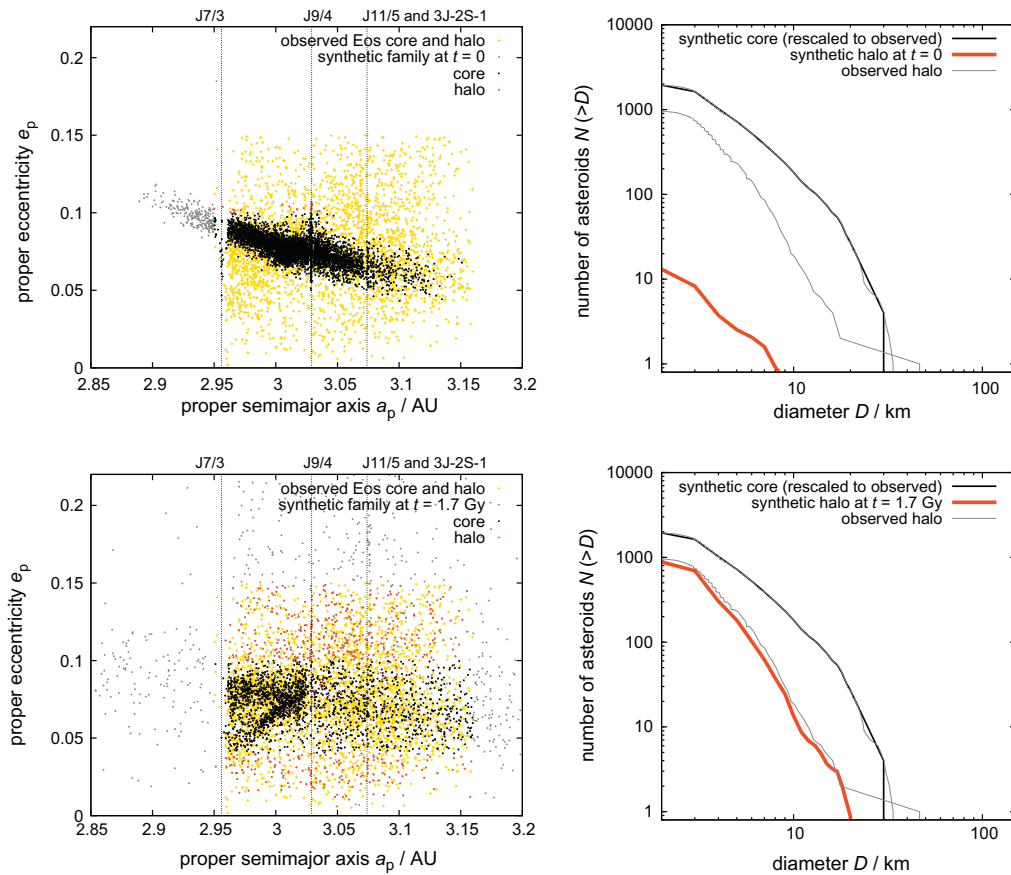 J7/3 J9/4 J11/5 and 3J-2S-1
observed Eos core and halo
synthetic family at t = 0
core
halo
proper eccentricity eₚ
0.2
0.15
0.1
0.05
0
2.85 2.9 2.95 3 3.05 3.1 3.15 3.2
proper semimajor axis aₚ / AU
synthetic core (rescaled to observed)
synthetic halo at t = 0
observed halo
number of asteroids N (>D)
10000
1000
100
10
1
10 100
diameter D / km
J7/3 J9/4 J11/5 and 3J-2S-1
observed Eos core and halo
synthetic family at t = 1.7 Gy
core
halo
proper eccentricity eₚ
0.2
0.15
0.1
0.05
0
2.85 2.9 2.95 3 3.05 3.1 3.15 3.2
proper semimajor axis aₚ / AU
synthetic core (rescaled to observed)
synthetic halo at t = 1.7 Gy
observed halo
number of asteroids N (>D)
10000
1000
100
10
1
10 100
diameter D / km